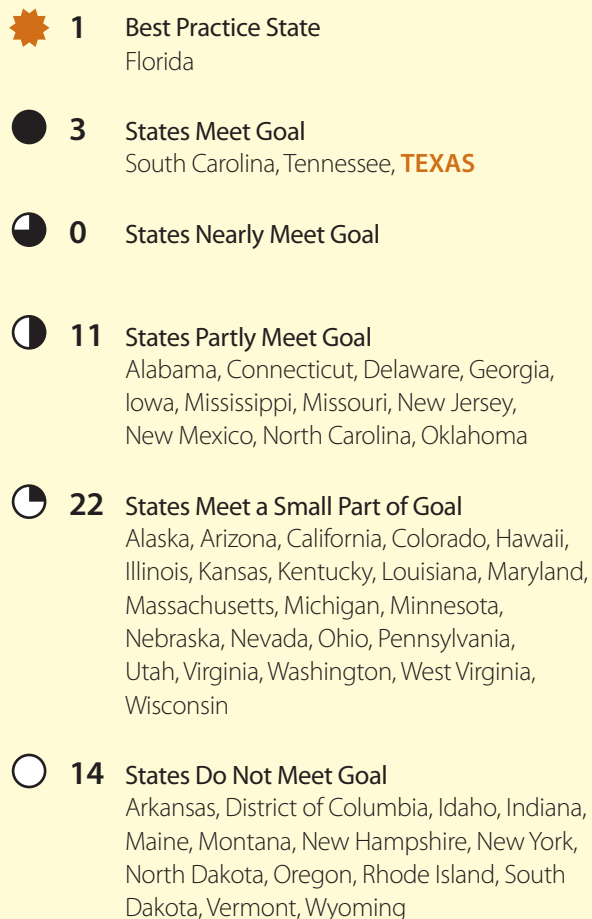 1 Best Practice State
Florida
3 States Meet Goal
South Carolina, Tennessee, TEXAS
0 States Nearly Meet Goal
11 States Partly Meet Goal
Alabama, Connecticut, Delaware, Georgia,
Iowa, Mississippi, Missouri, New Jersey,
New Mexico, North Carolina, Oklahoma
22 States Meet a Small Part of Goal
Alaska, Arizona, California, Colorado, Hawaii,
Illinois, Kansas, Kentucky, Louisiana, Maryland,
Massachusetts, Michigan, Minnesota,
Nebraska, Nevada, Ohio, Pennsylvania,
Utah, Virginia, Washington, West Virginia,
Wisconsin
14 States Do Not Meet Goal
Arkansas, District of Columbia, Idaho, Indiana,
Maine, Montana, New Hampshire, New York,
North Dakota, Oregon, Rhode Island, South
Dakota, Vermont, Wyoming